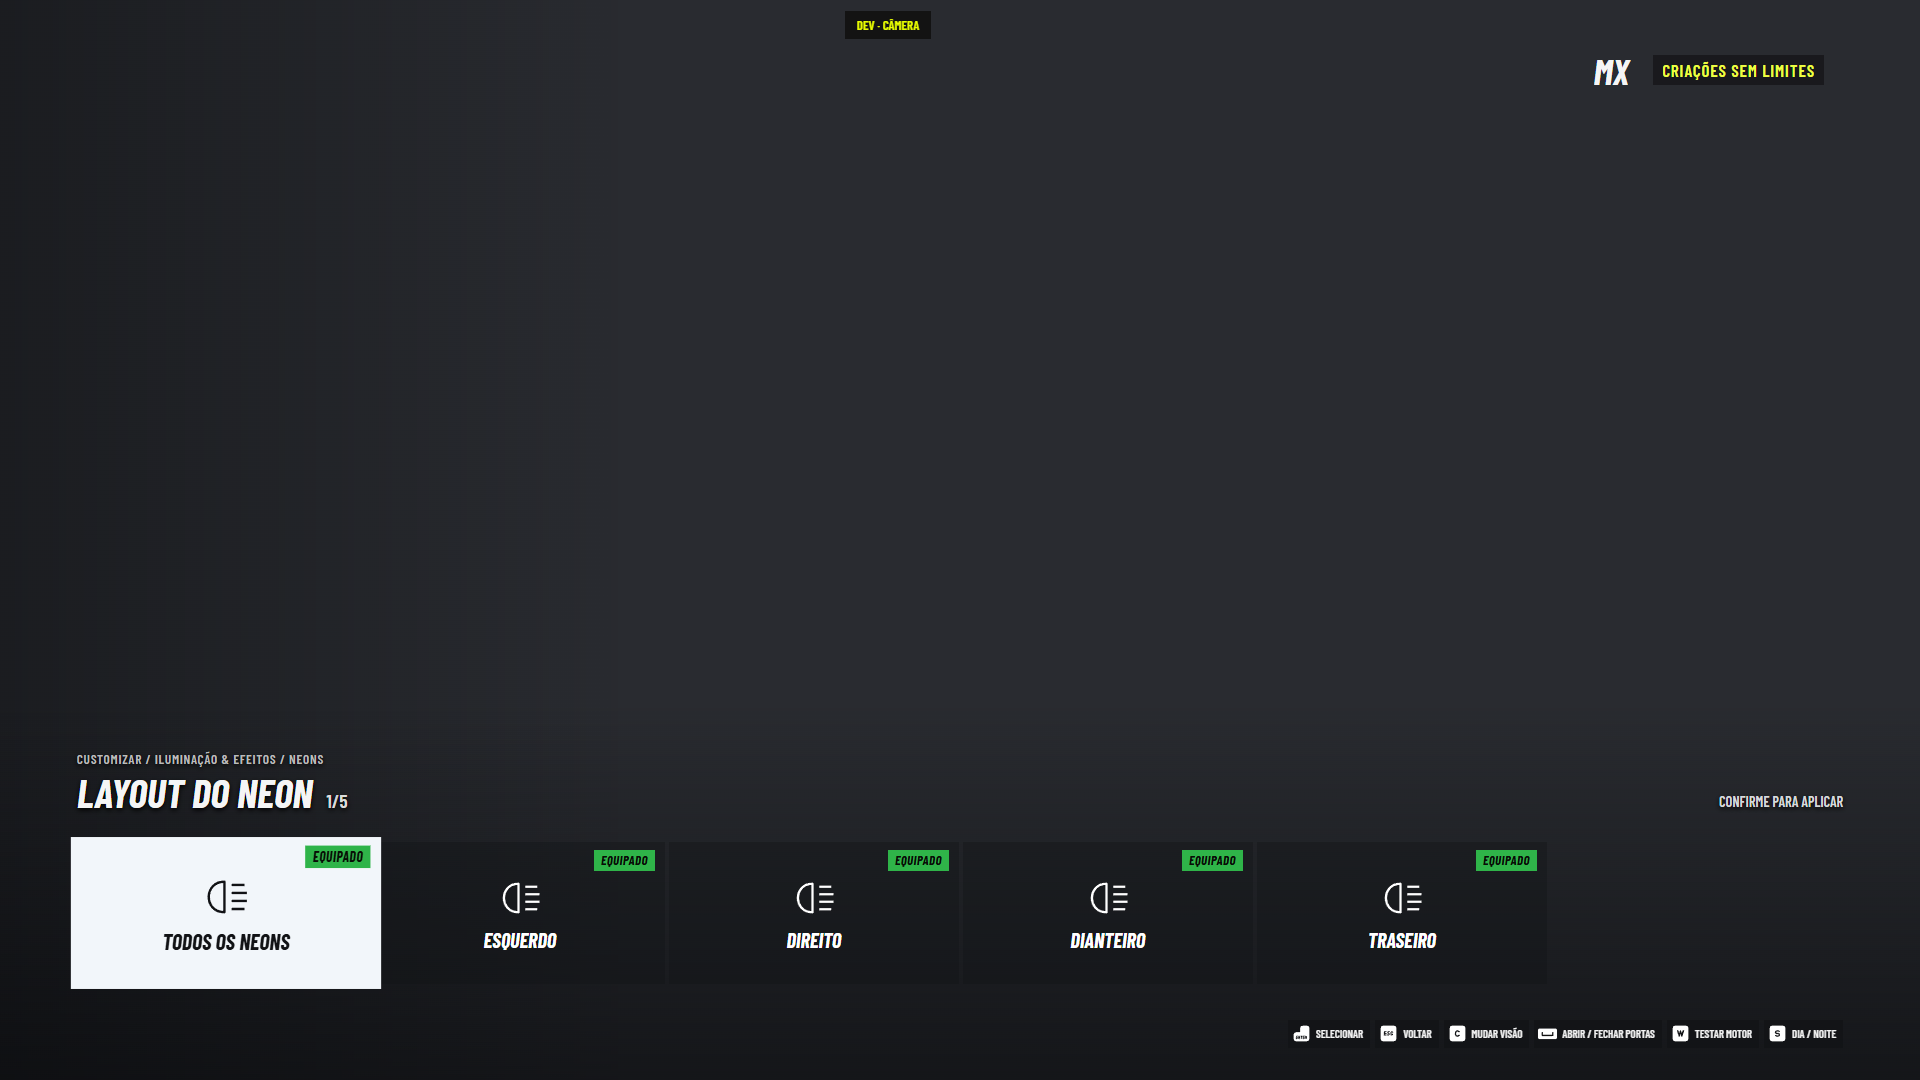 DEV - CÂMERA
MX CRIAÇÕES SEM LIMITES
CUSTOMIZAR / ILUMINAÇÃO & EFEITOS / NEONS
LAYOUT DO NEON 1/5
CONFIRME PARA APLICAR
EQUIPADO
TODOS OS NEONS
EQUIPADO
ESQUERDO
EQUIPADO
DIREITO
EQUIPADO
DIANTEIRO
EQUIPADO
TRASEIRO
ENTER SELECIONAR ESC VOLTAR C MUDAR VISÃO ABRIR / FECHAR PORTAS W TESTAR MOTOR S DIA / NOITE